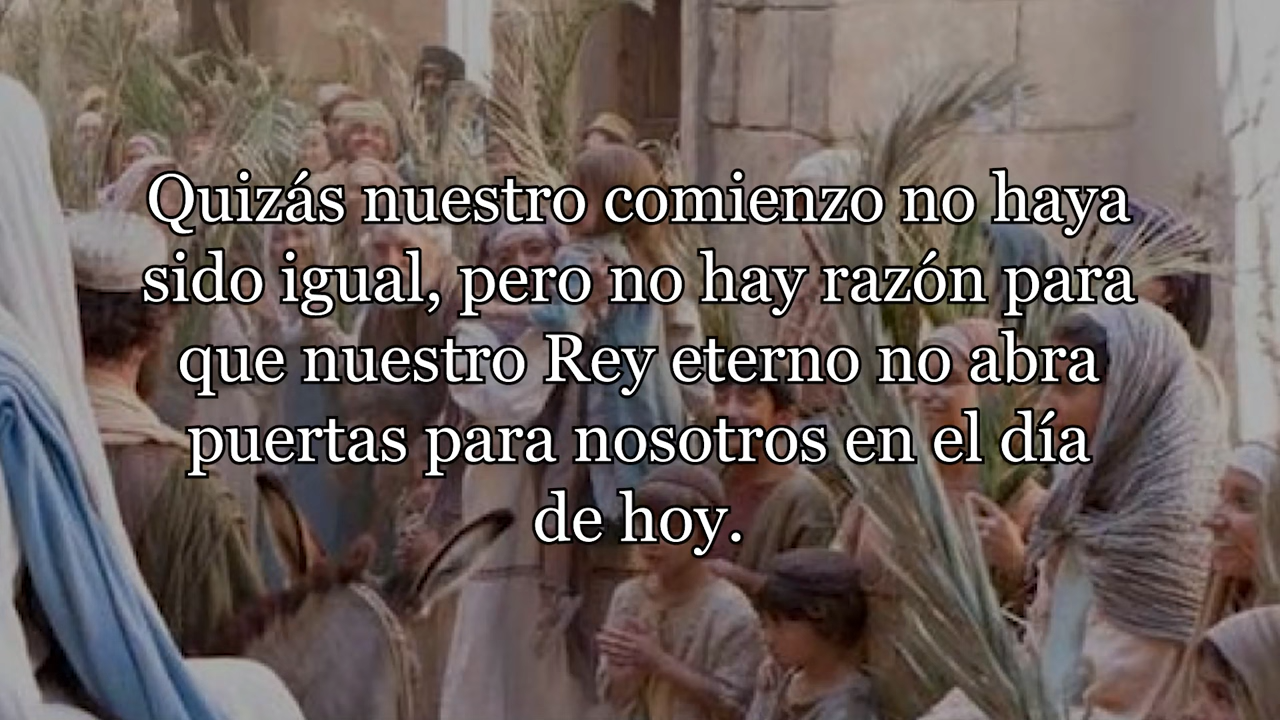 Quizás nuestro comienzo no haya
sido igual, pero no hay razón para
que nuestro Rey eterno no abra
puertas para nosotros en el día
de hoy.